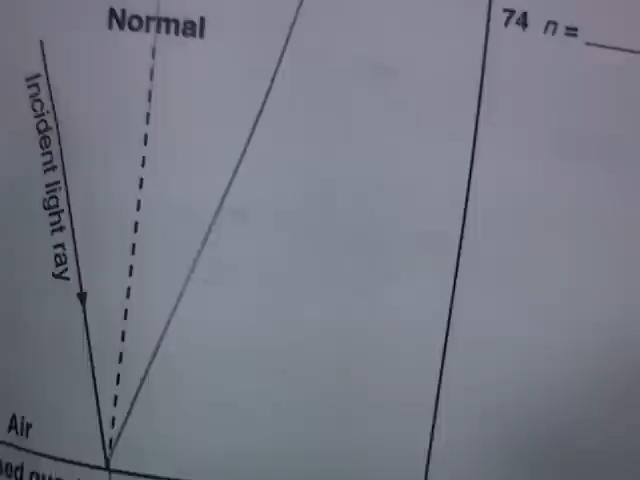 Normal
74 n =
Incident light ray
Air